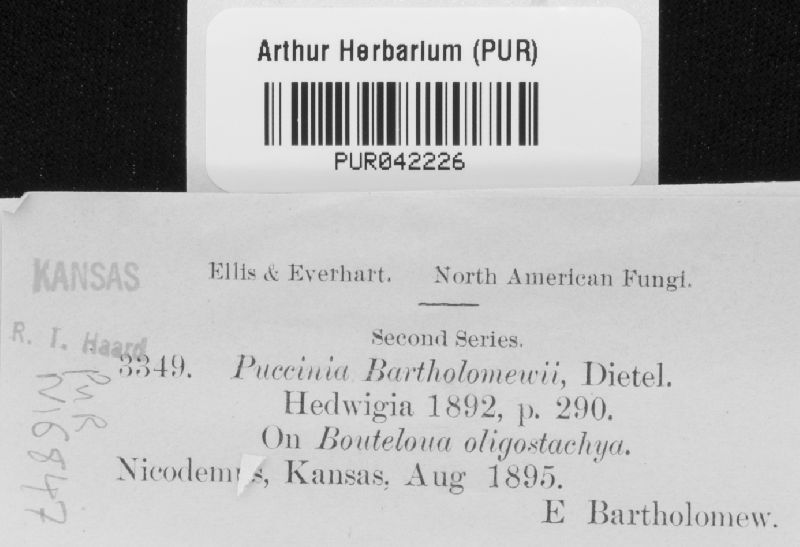 Arthur Herbarium (PUR)
PUR042226
KANSAS
Ellis & Everhart. North American Fungi.
Second Series.
R. T. Haard
3349. Puccinia Bartholomewii, Dietel.
Hedwigia 1892, p. 290.
On Bouteloua oligostachya.
Nicodemus, Kansas, Aug 1895.
E Bartholomew.
PUR
N16847